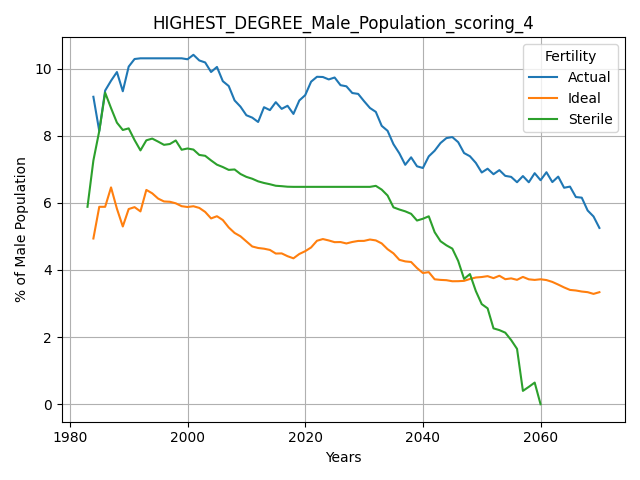 HIGHEST_DEGREE_Male_Population_scoring_4
Fertility
Actual
Ideal
Sterile
% of Male Population
10
8
6
4
2
0
1980 2000 2020 2040 2060
Years